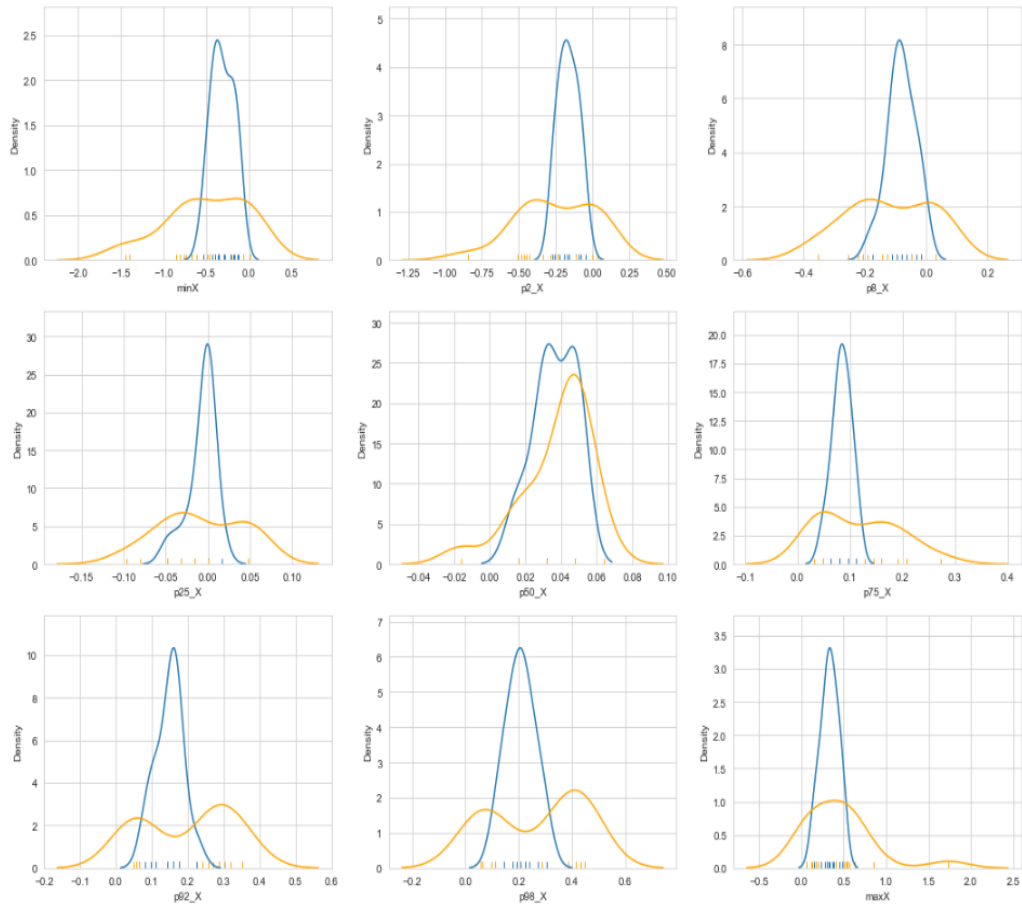 2.5
2.0
1.5
1.0
0.5
0.0
Density
−2.0 −1.5 −1.0 −0.5 0.0 0.5
minX
5
4
3
2
1
0
Density
−1.25 −1.00 −0.75 −0.50 −0.25 0.00 0.25 0.50
p2_X
8
6
4
2
0
Density
−0.6 −0.4 −0.2 0.0 0.2
p8_X
30
25
20
15
10
5
0
Density
−0.15 −0.10 −0.05 0.00 0.05 0.10
p25_X
30
25
20
15
10
5
0
Density
−0.04 −0.02 0.00 0.02 0.04 0.06 0.08 0.10
p50_X
20.0
17.5
15.0
12.5
10.0
7.5
5.0
2.5
0.0
Density
−0.1 0.0 0.1 0.2 0.3 0.4
p75_X
10
8
6
4
2
0
Density
−0.2 −0.1 0.0 0.1 0.2 0.3 0.4 0.5 0.6
p92_X
7
6
5
4
3
2
1
0
Density
−0.2 0.0 0.2 0.4 0.6
p98_X
3.5
3.0
2.5
2.0
1.5
1.0
0.5
0.0
Density
−0.5 0.0 0.5 1.0 1.5 2.0 2.5
maxX